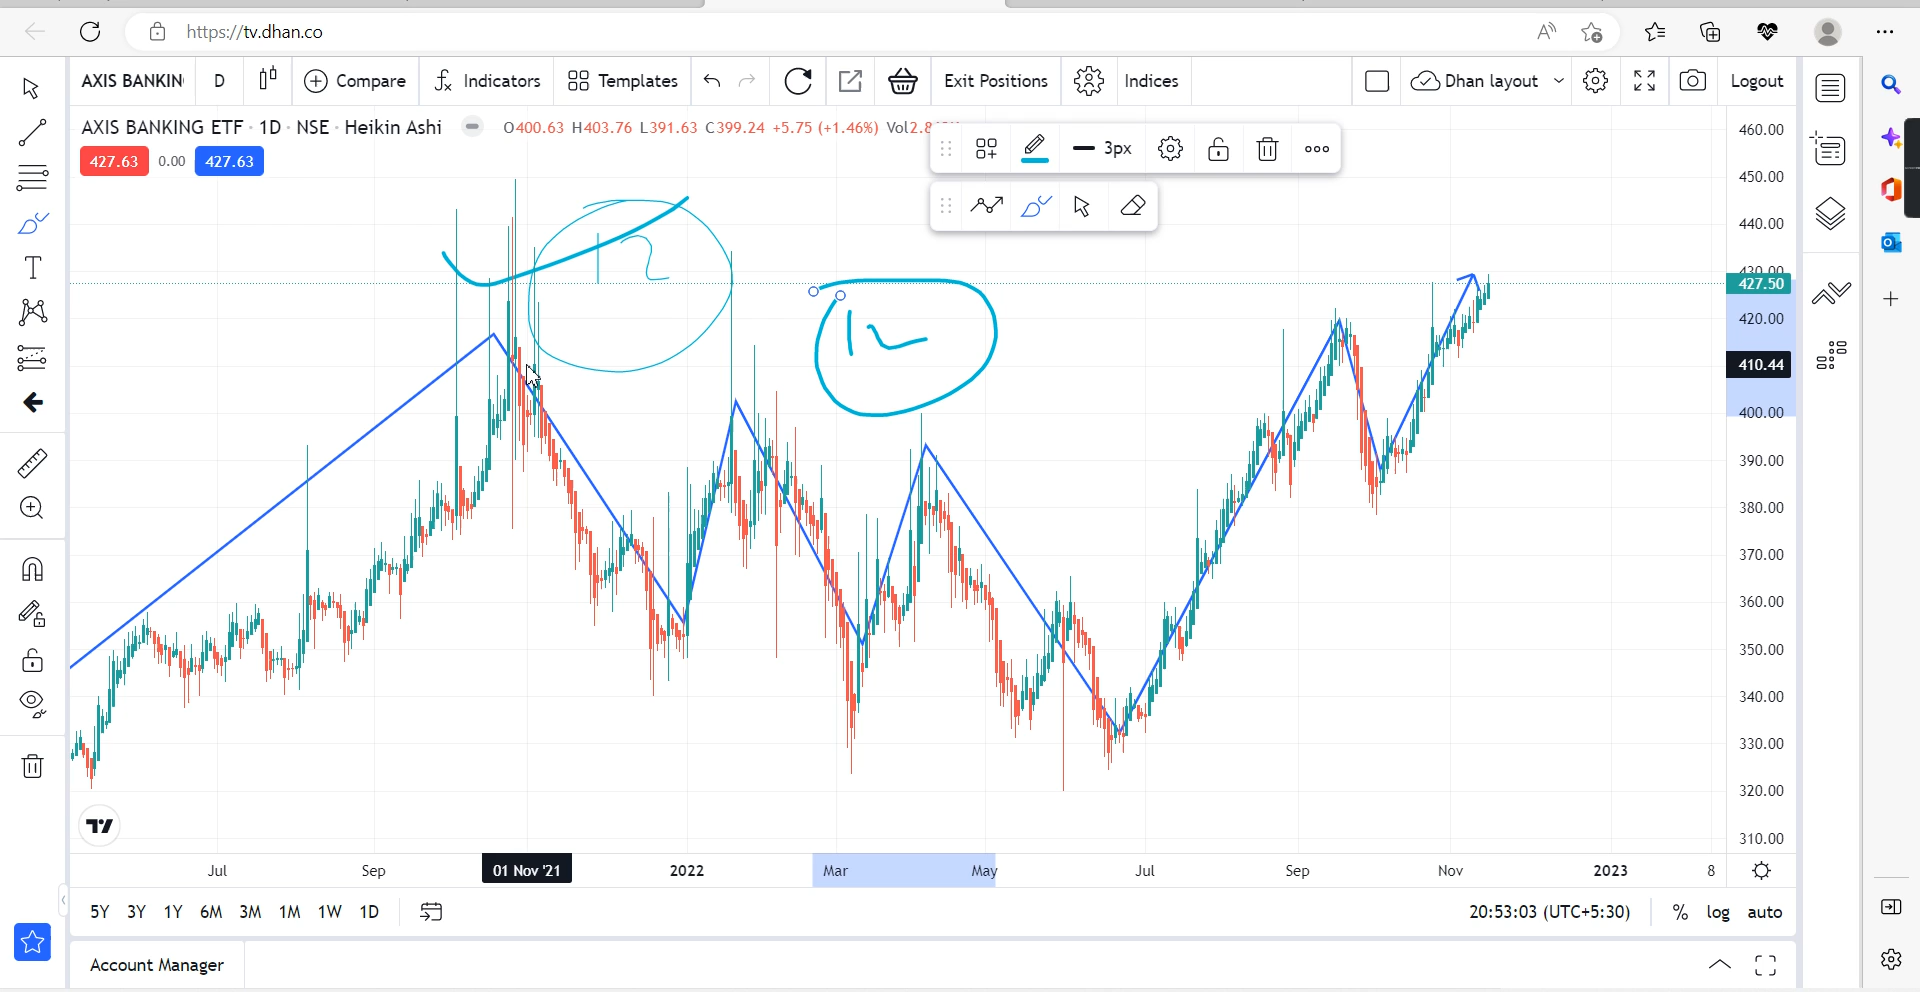 https://tv.dhan.co
AXIS BANKIN D Compare Indicators Templates Exit Positions Indices Dhan layout Logout
AXIS BANKING ETF · 1D · NSE · Heikin Ashi O400.63 H403.76 L391.63 C399.24 +5.75 (+1.46%)
427.63 0.00 427.63
3px
12
12
460.00
450.00
440.00
430.00
427.50
420.00
410.44
400.00
390.00
380.00
370.00
360.00
350.00
340.00
330.00
320.00
310.00
Jul Sep 01 Nov '21 2022 Mar May Jul Sep Nov 2023 8
5Y 3Y 1Y 6M 3M 1M 1W 1D 20:53:03 (UTC+5:30) % log auto
Account Manager